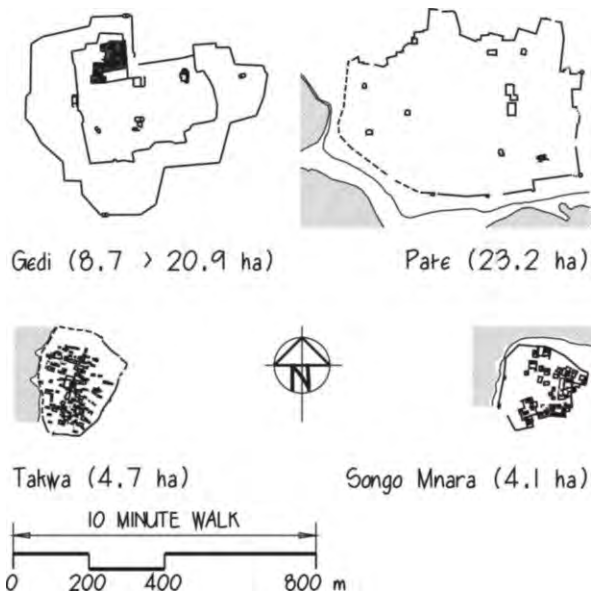 Gedi (8.7 > 20.9 ha)
Pate (23.2 ha)
N
Takwa (4.7 ha)
Songo Mnara (4.1 ha)
10 MINUTE WALK
0 200 400 800 m